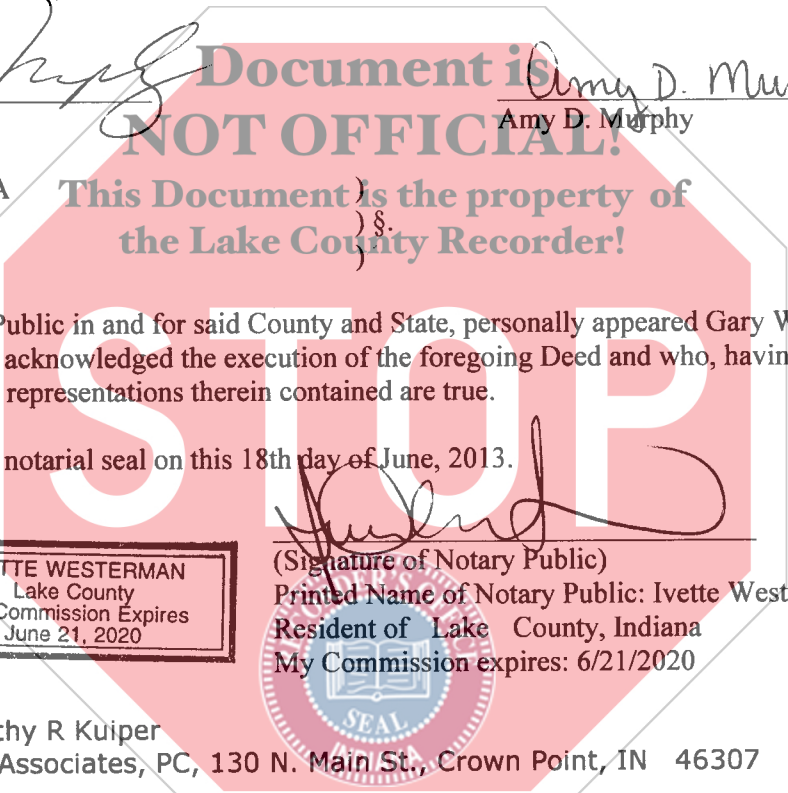 Document is
NOT OFFICIAL!
This Document is the property of
the Lake County Recorder!
STOP
Amy D. Mu
Amy D. Murphy
A )
) §.
)
Public in and for said County and State, personally appeared Gary W
acknowledged the execution of the foregoing Deed and who, havin
representations therein contained are true.
notarial seal on this 18th day of June, 2013.
(Signature of Notary Public)
Printed Name of Notary Public: Ivette West
Resident of Lake County, Indiana
My Commission expires: 6/21/2020
TTE WESTERMAN
Lake County
Commission Expires
June 21, 2020
RECORDER'S OFFICE
SEAL
INDIANA
thy R Kuiper
Associates, PC, 130 N. Main St., Crown Point, IN 46307